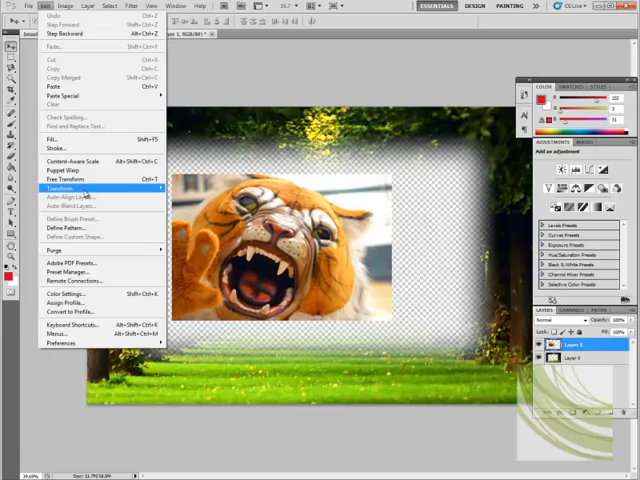 Ps File Edit Image Layer Select Filter Analysis 3D View Window Help
ESSENTIALS DESIGN PAINTING CS Live
Undo Ctrl+Z
Step Forward Shift+Ctrl+Z
Step Backward Alt+Ctrl+Z
Fade... Shift+Ctrl+F
Cut Ctrl+X
Copy Ctrl+C
Copy Merged Shift+Ctrl+C
Paste Ctrl+V
Paste Special
Clear
Check Spelling...
Find and Replace Text...
Fill... Shift+F5
Stroke...
Content-Aware Scale Alt+Shift+Ctrl+C
Puppet Warp
Free Transform Ctrl+T
Transform
Auto-Align Layers...
Auto-Blend Layers...
Define Brush Preset...
Define Pattern...
Define Custom Shape...
Purge
Adobe PDF Presets...
Preset Manager...
Remote Connections...
Color Settings... Shift+Ctrl+K
Assign Profile...
Convert to Profile...
Keyboard Shortcuts... Alt+Shift+Ctrl+K
Menus... Alt+Shift+Ctrl+M
Preferences
COLOR SWATCHES STYLES
R
G
B
ADJUSTMENTS
Add an adjustment
Levels Presets
Curves Presets
Exposure Presets
Hue/Saturation Presets
Black & White Presets
Channel Mixer Presets
Selective Color Presets
LAYERS CHANNELS PATHS
Normal Opacity: 100%
Lock: Fill: 100%
Layer 1
Layer 0